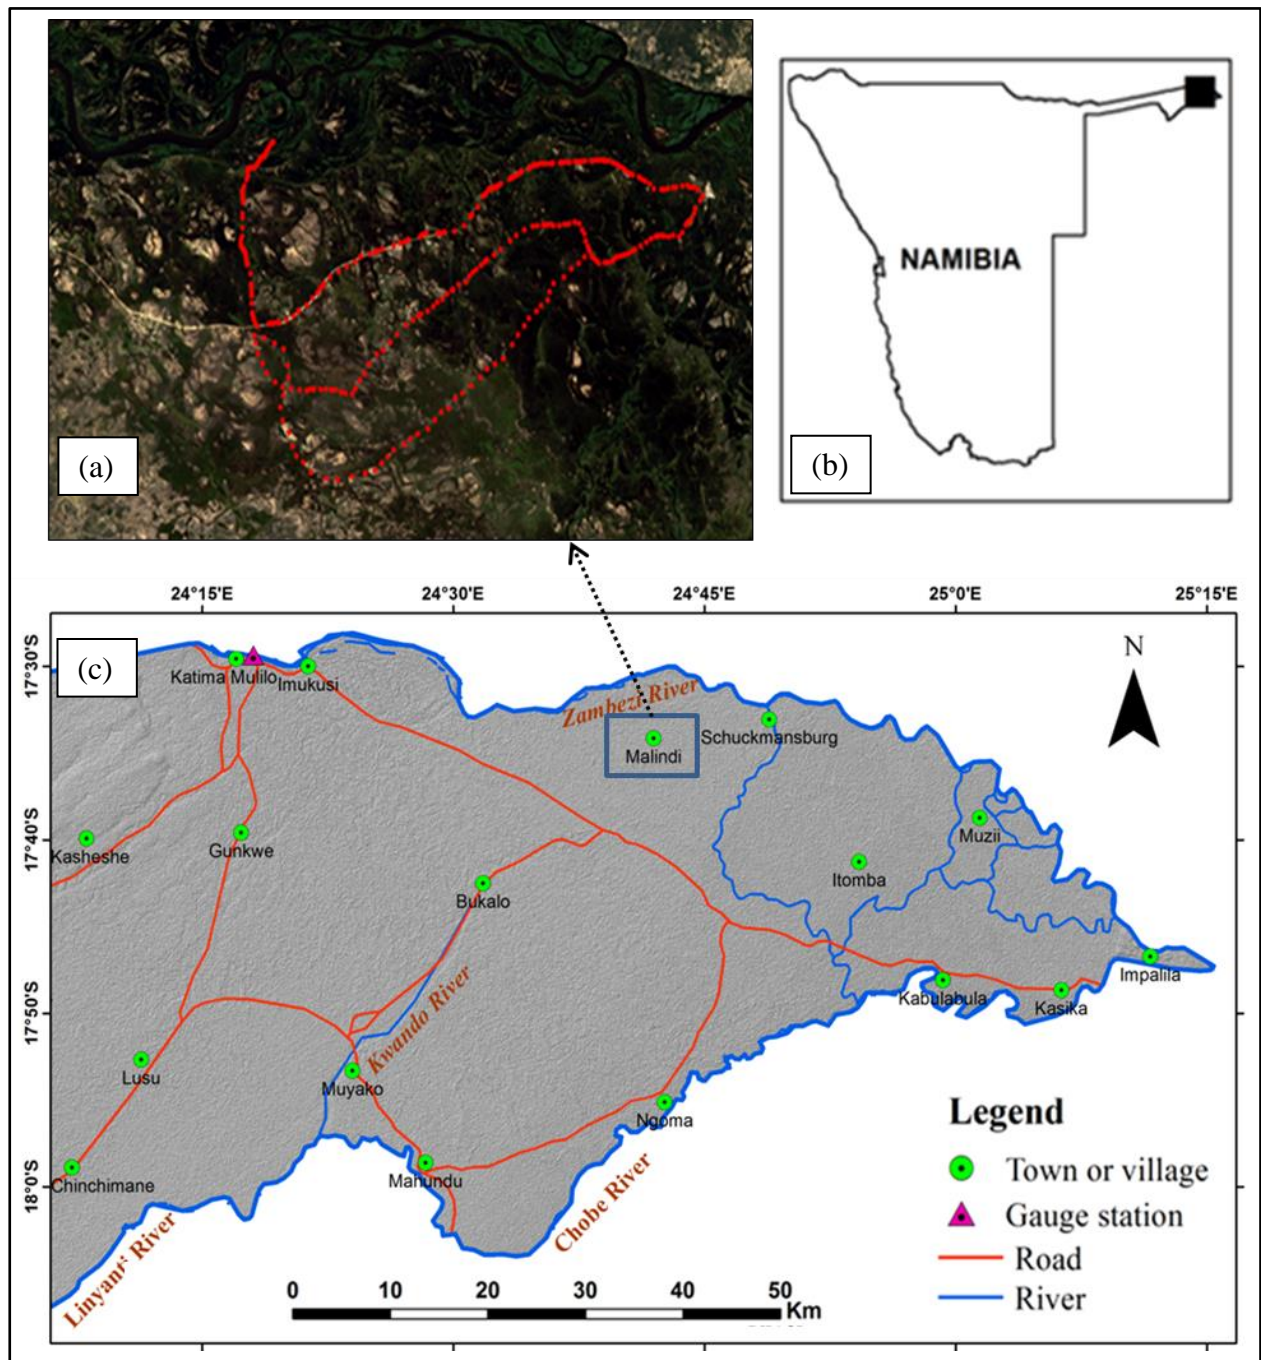 (a)
NAMIBIA
(b)
24°15'E 24°30'E 24°45'E 25°0'E 25°15'E
(c)
N
17°30'S
17°40'S
17°50'S
18°0'S
Katima Mulilo
Imukusi
Zambezi River
Schuckmansburg
Malindi
Kasheshe
Gunkwe
Muzii
Itomba
Bukalo
Impalila
Kabulabula
Kasika
Kwando River
Lusu
Muyako
Ngoma
Chinchimane
Mahundu
Chobe River
Linyanti River
Legend
Town or village
Gauge station
Road
River
0 10 20 30 40 50
Km